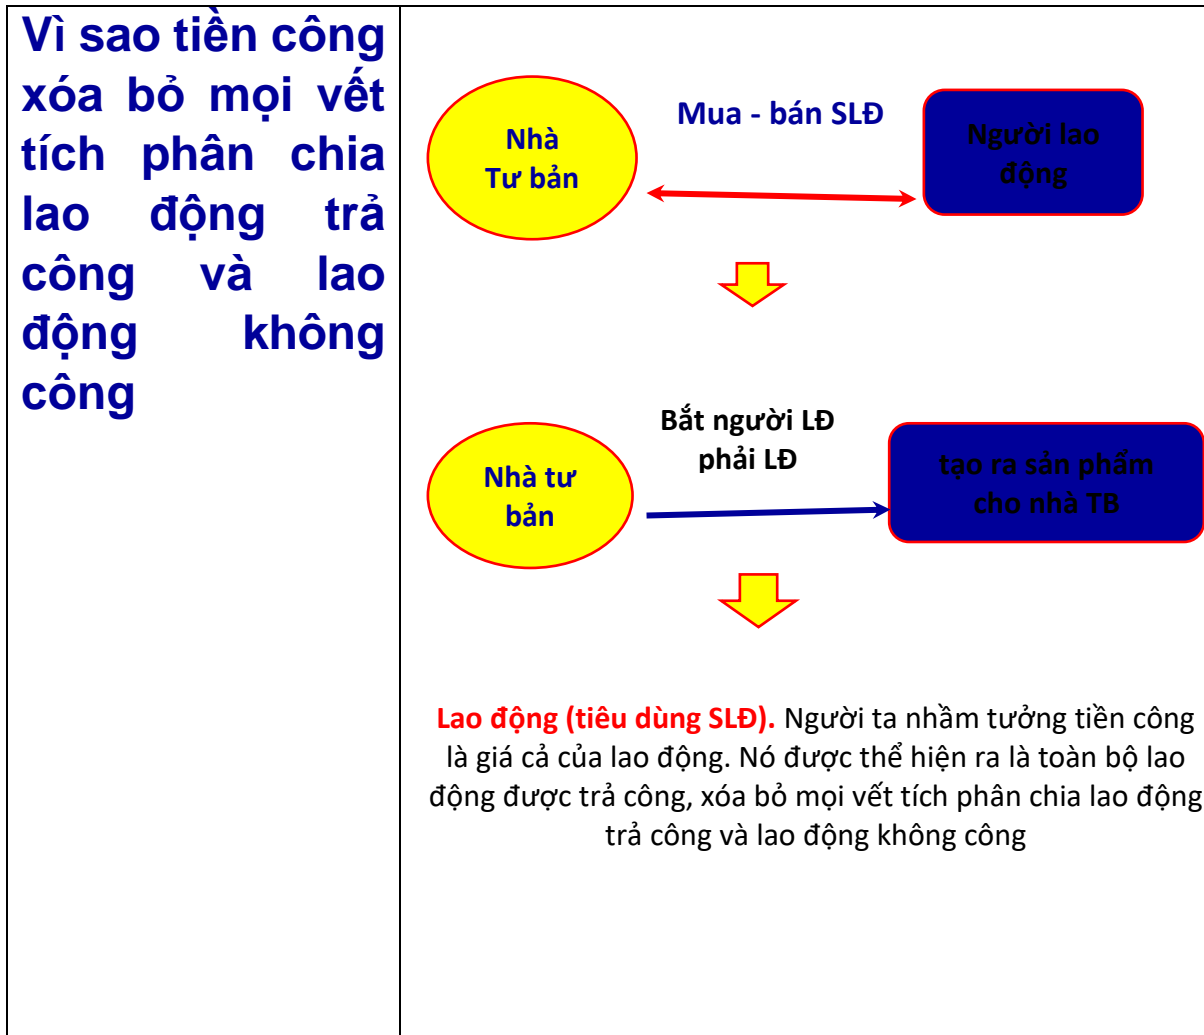 Vì sao tiền công
xóa bỏ mọi vết
tích phân chia
lao động trả
công và lao
động không
công
Nhà
Tư bản
Mua - bán SLĐ
Người lao
động
Nhà tư
bản
Bắt người LĐ
phải LĐ
tạo ra sản phẩm
cho nhà TB
Lao động (tiêu dùng SLĐ). Người ta nhầm tưởng tiền công
là giá cả của lao động. Nó được thể hiện ra là toàn bộ lao
động được trả công, xóa bỏ mọi vết tích phân chia lao động
trả công và lao động không công